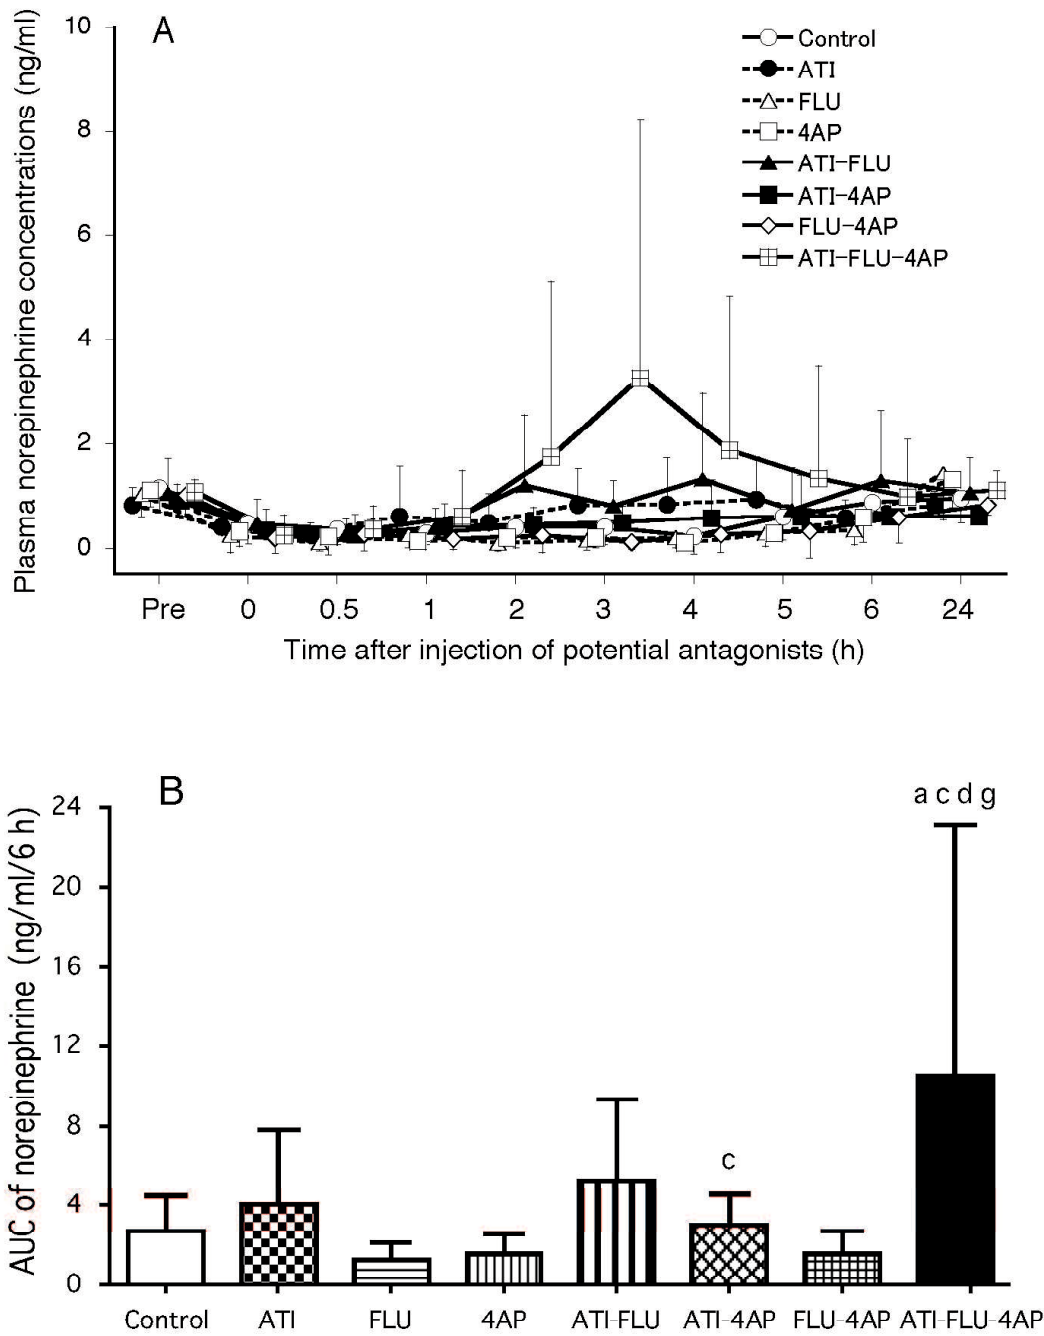 A
Plasma norepinephrine concentrations (ng/ml)
10
8
6
4
2
0
Control
ATI
FLU
4AP
ATI-FLU
ATI-4AP
FLU-4AP
ATI-FLU-4AP
Pre 0 0.5 1 2 3 4 5 6 24
Time after injection of potential antagonists (h)
B
AUC of norepinephrine (ng/ml/6 h)
24
20
16
12
8
4
0
a c d g
c
Control ATI FLU 4AP ATI-FLU ATI-4AP FLU-4AP ATI-FLU-4AP